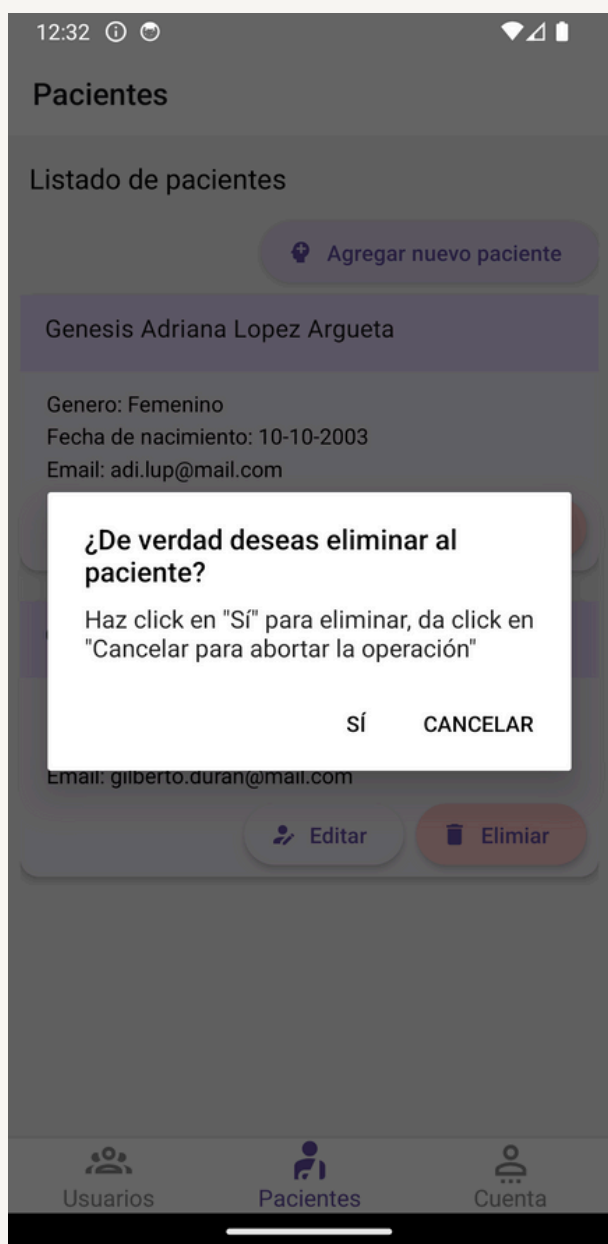 12:32
Pacientes
Listado de pacientes
Agregar nuevo paciente
Genesis Adriana Lopez Argueta
Genero: Femenino
Fecha de nacimiento: 10-10-2003
Email: adi.lup@mail.com
¿De verdad deseas eliminar al
paciente?
Haz click en "Sí" para eliminar, da click en
"Cancelar para abortar la operación"
SÍ CANCELAR
Email: gilberto.duran@mail.com
Editar Elimiar
Usuarios Pacientes Cuenta